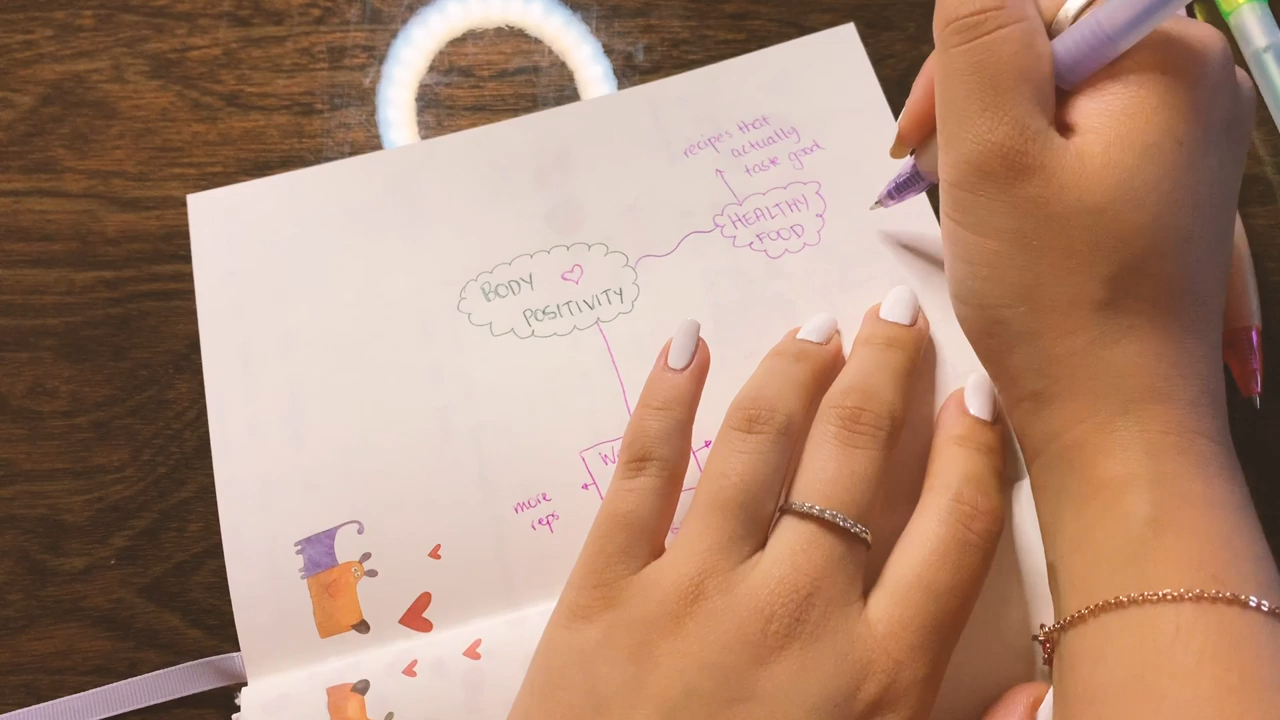 recipes that
actually
taste good
HEALTHY
FOOD
BODY
POSITIVITY
more
reps